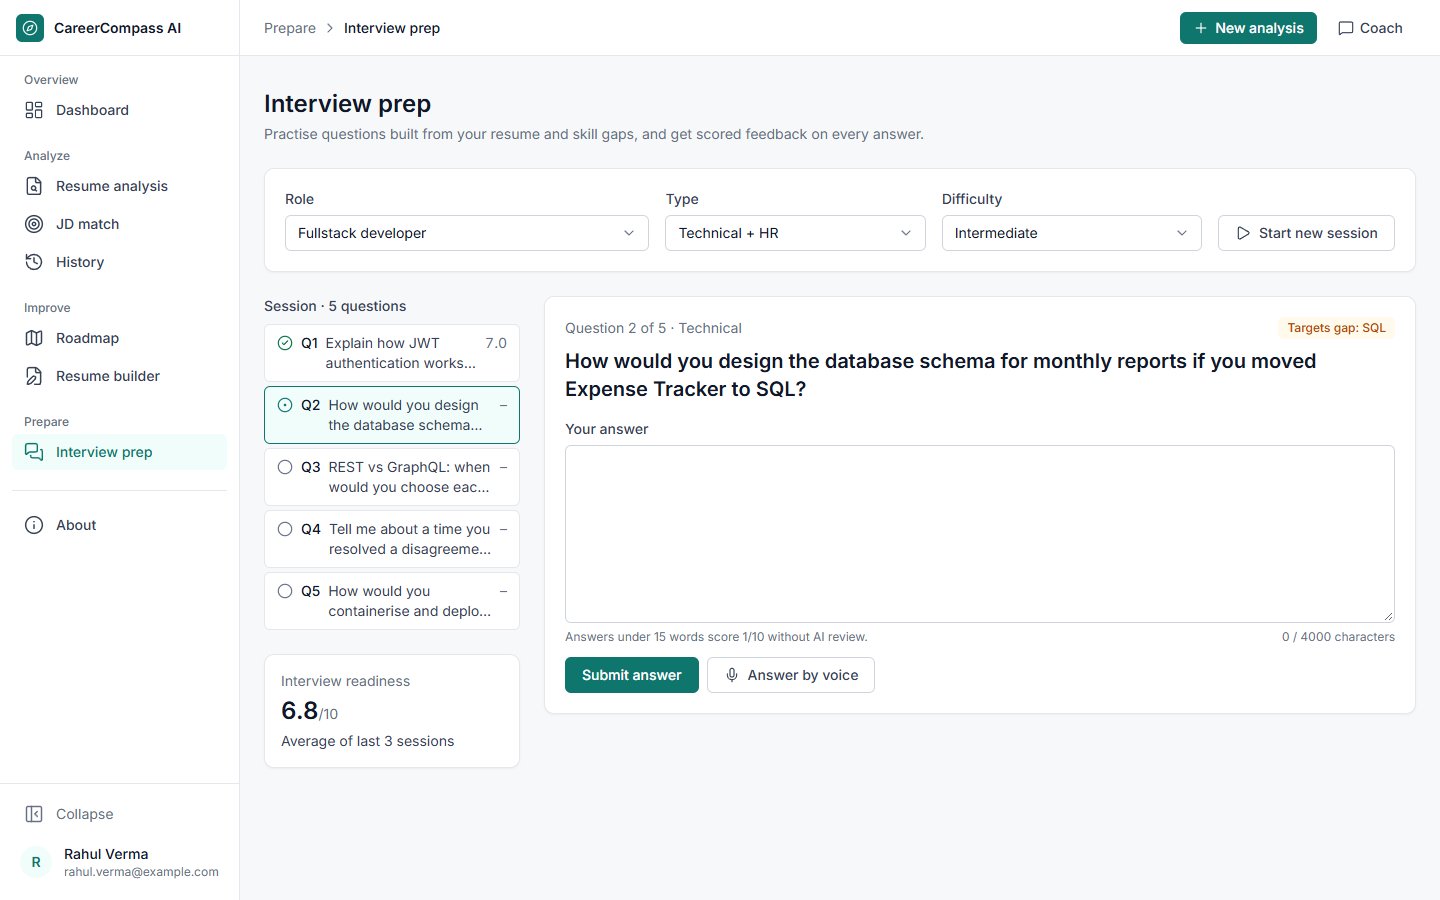 CareerCompass AI
Overview
Dashboard
Analyze
Resume analysis
JD match
History
Improve
Roadmap
Resume builder
Prepare
Interview prep
About
Collapse
R
Rahul Verma
rahul.verma@example.com
Prepare > Interview prep
New analysis
Coach
Interview prep
Practise questions built from your resume and skill gaps, and get scored feedback on every answer.
Role
Fullstack developer
Type
Technical + HR
Difficulty
Intermediate
Start new session
Session · 5 questions
Q1 Explain how JWT 7.0
authentication works...
Q2 How would you design –
the database schema...
Q3 REST vs GraphQL: when –
would you choose eac...
Q4 Tell me about a time you –
resolved a disagreeme...
Q5 How would you –
containerise and deplo...
Interview readiness
6.8/10
Average of last 3 sessions
Question 2 of 5 · Technical
Targets gap: SQL
How would you design the database schema for monthly reports if you moved
Expense Tracker to SQL?
Your answer
Answers under 15 words score 1/10 without AI review.
0 / 4000 characters
Submit answer
Answer by voice